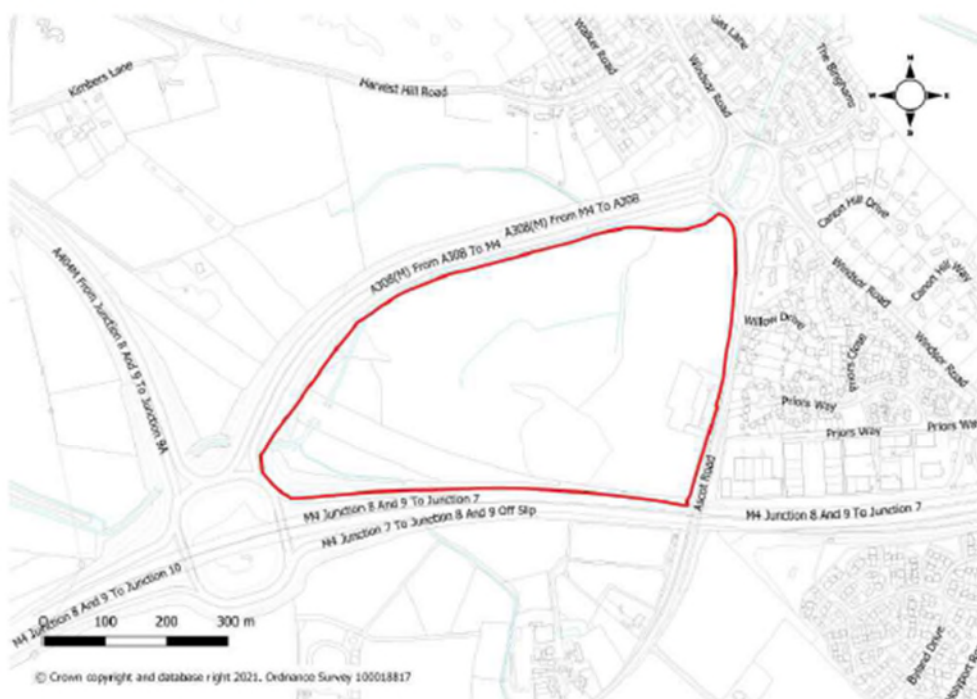 Gas Lane
Walker Road
Windsor Road
The Binghams
Kimbers Lane
Harvest Hill Road
N
W
E
S
A308(M) From M4 To A308
A308(M) From A308 To M4
Canon Hill Drive
Canon Hill Way
Windsor Road
A404M From Junction 8 And 9 To Junction 9A
Willow Drive
Priors Close
Windsor Road
Priors Way
Priors Way
Priors Wa
Ascot Road
M4 Junction 8 And 9 To Junction 7
M4 Junction 8 And 9 To Junction 7
M4 Junction 7 To Junction 8 And 9 Off Slip
M4 Junction 8 And 9 To Junction 10
0 100 200 300 m
© Crown copyright and database right 2021. Ordnance Survey 100018817